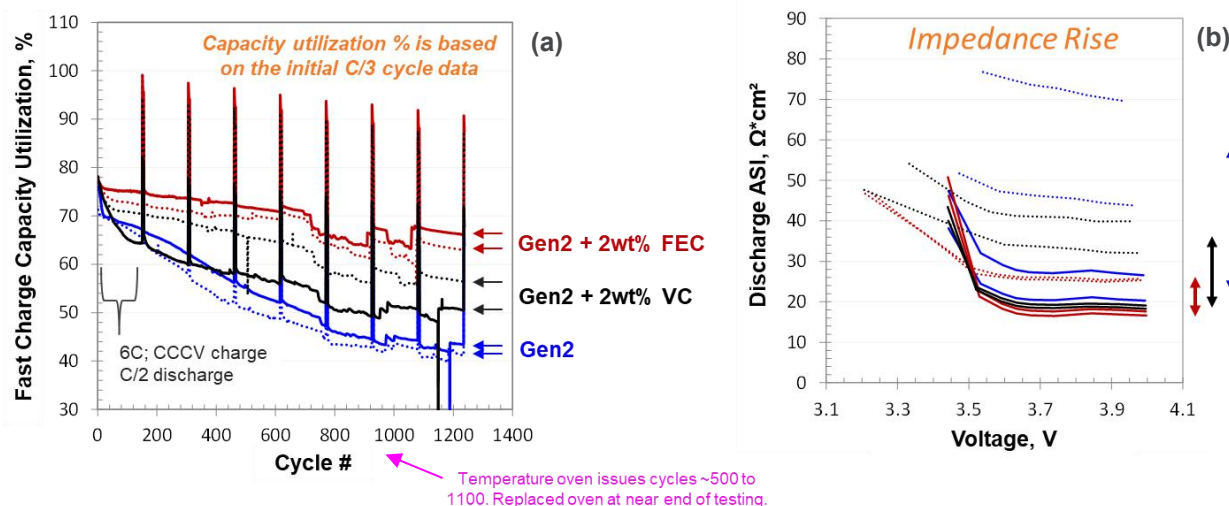 (a)
Capacity utilization % is based
on the initial C/3 cycle data
Fast Charge Capacity Utilization, %
110
100
90
80
70
60
50
40
30
6C; CCCV charge
C/2 discharge
0
200
400
600
800
1000
1200
1400
Cycle #
Gen2 + 2wt% FEC
Gen2 + 2wt% VC
Gen2
Temperature oven issues cycles ~500 to
1100. Replaced oven at near end of testing.
(b)
Impedance Rise
Discharge ASI, Ω*cm²
90
80
70
60
50
40
30
20
10
0
3.1
3.3
3.5
3.7
3.9
4.1
Voltage, V